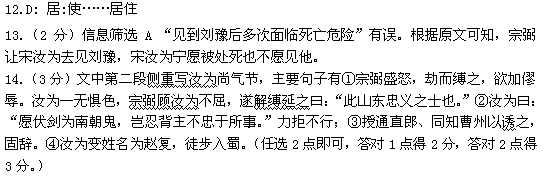 12.D: 居:使……居住
13.（2 分）信息筛选 A “见到刘豫后多次面临死亡危险”有误。根据原文可知，宗弼
让宋汝为去见刘豫，宋汝为宁愿被处死也不愿见他。
14.（3 分）文中第二段侧重写汝为尚气节，主要句子有①宗弼盛怒，劫而缚之，欲加僇
辱。汝为一无惧色，宗弼顾汝为不屈，遂解缚延之曰：“此山东忠义之士也。”②汝为曰：
“愿伏剑为南朝鬼，岂忍背主不忠于所事。”力拒不行；③授通直郎、同知曹州以诱之，
固辞。④汝为变姓名为赵复，徒步入蜀。（任选 2 点即可，答对 1 点得 2 分，答对 2 点得
3 分。）